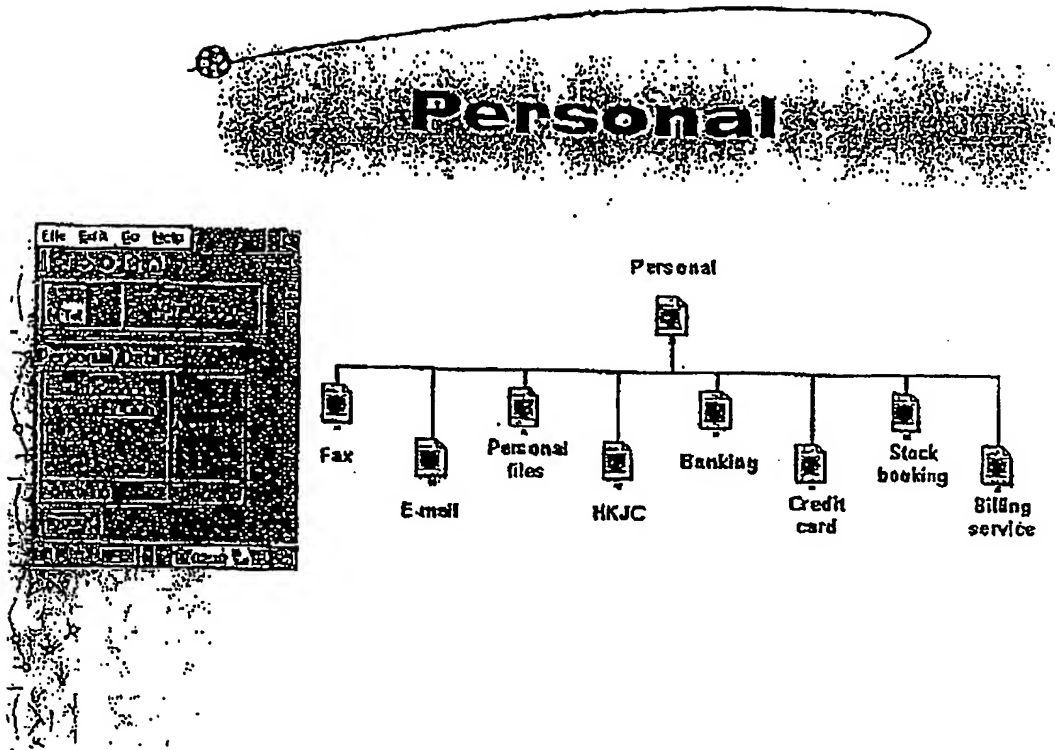 Personal
File Edit Go Help
Personal
Fax
E-mail
Personal
files
HKJC
Banking
Credit
card
Stock
booking
Billing
service